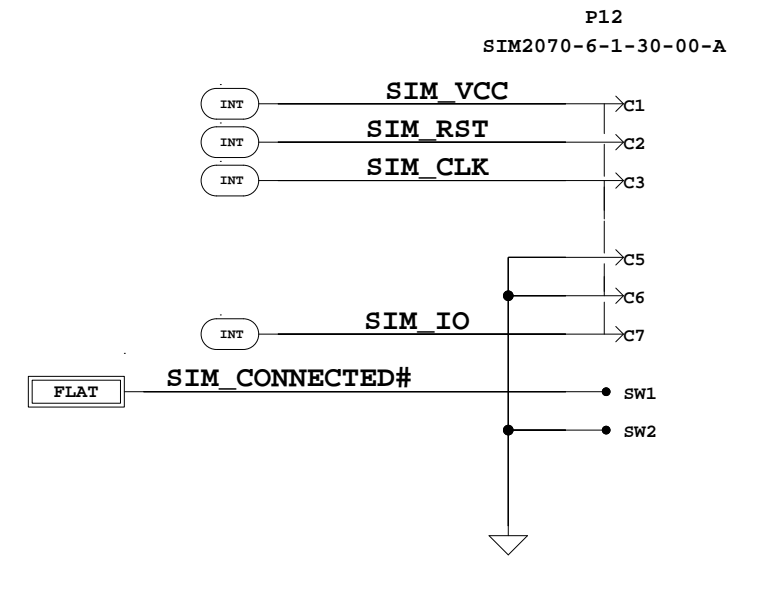 P12
SIM2070-6-1-30-00-A
INT SIM_VCC C1
INT SIM_RST C2
INT SIM_CLK C3
C5
C6
INT SIM_IO C7
FLAT SIM_CONNECTED# SW1
SW2